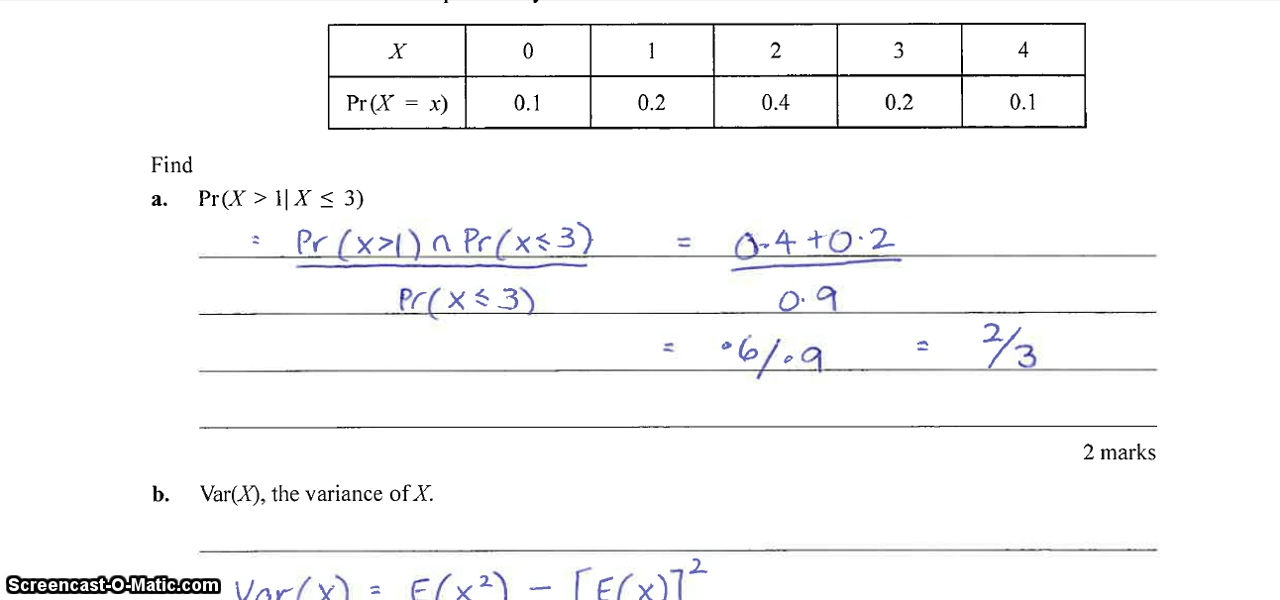 X 0 1 2 3 4
Pr(X = x) 0.1 0.2 0.4 0.2 0.1
Find
a. Pr(X > 1| X ≤ 3)
= Pr(x>1) ∩ Pr(x≤3) = 0.4+0.2
Pr(x≤3) 0.9
= .6/.9 = 2/3
2 marks
b. Var(X), the variance of X.
Var(x) = E(x²) - [E(x)]²
Screencast-O-Matic.com